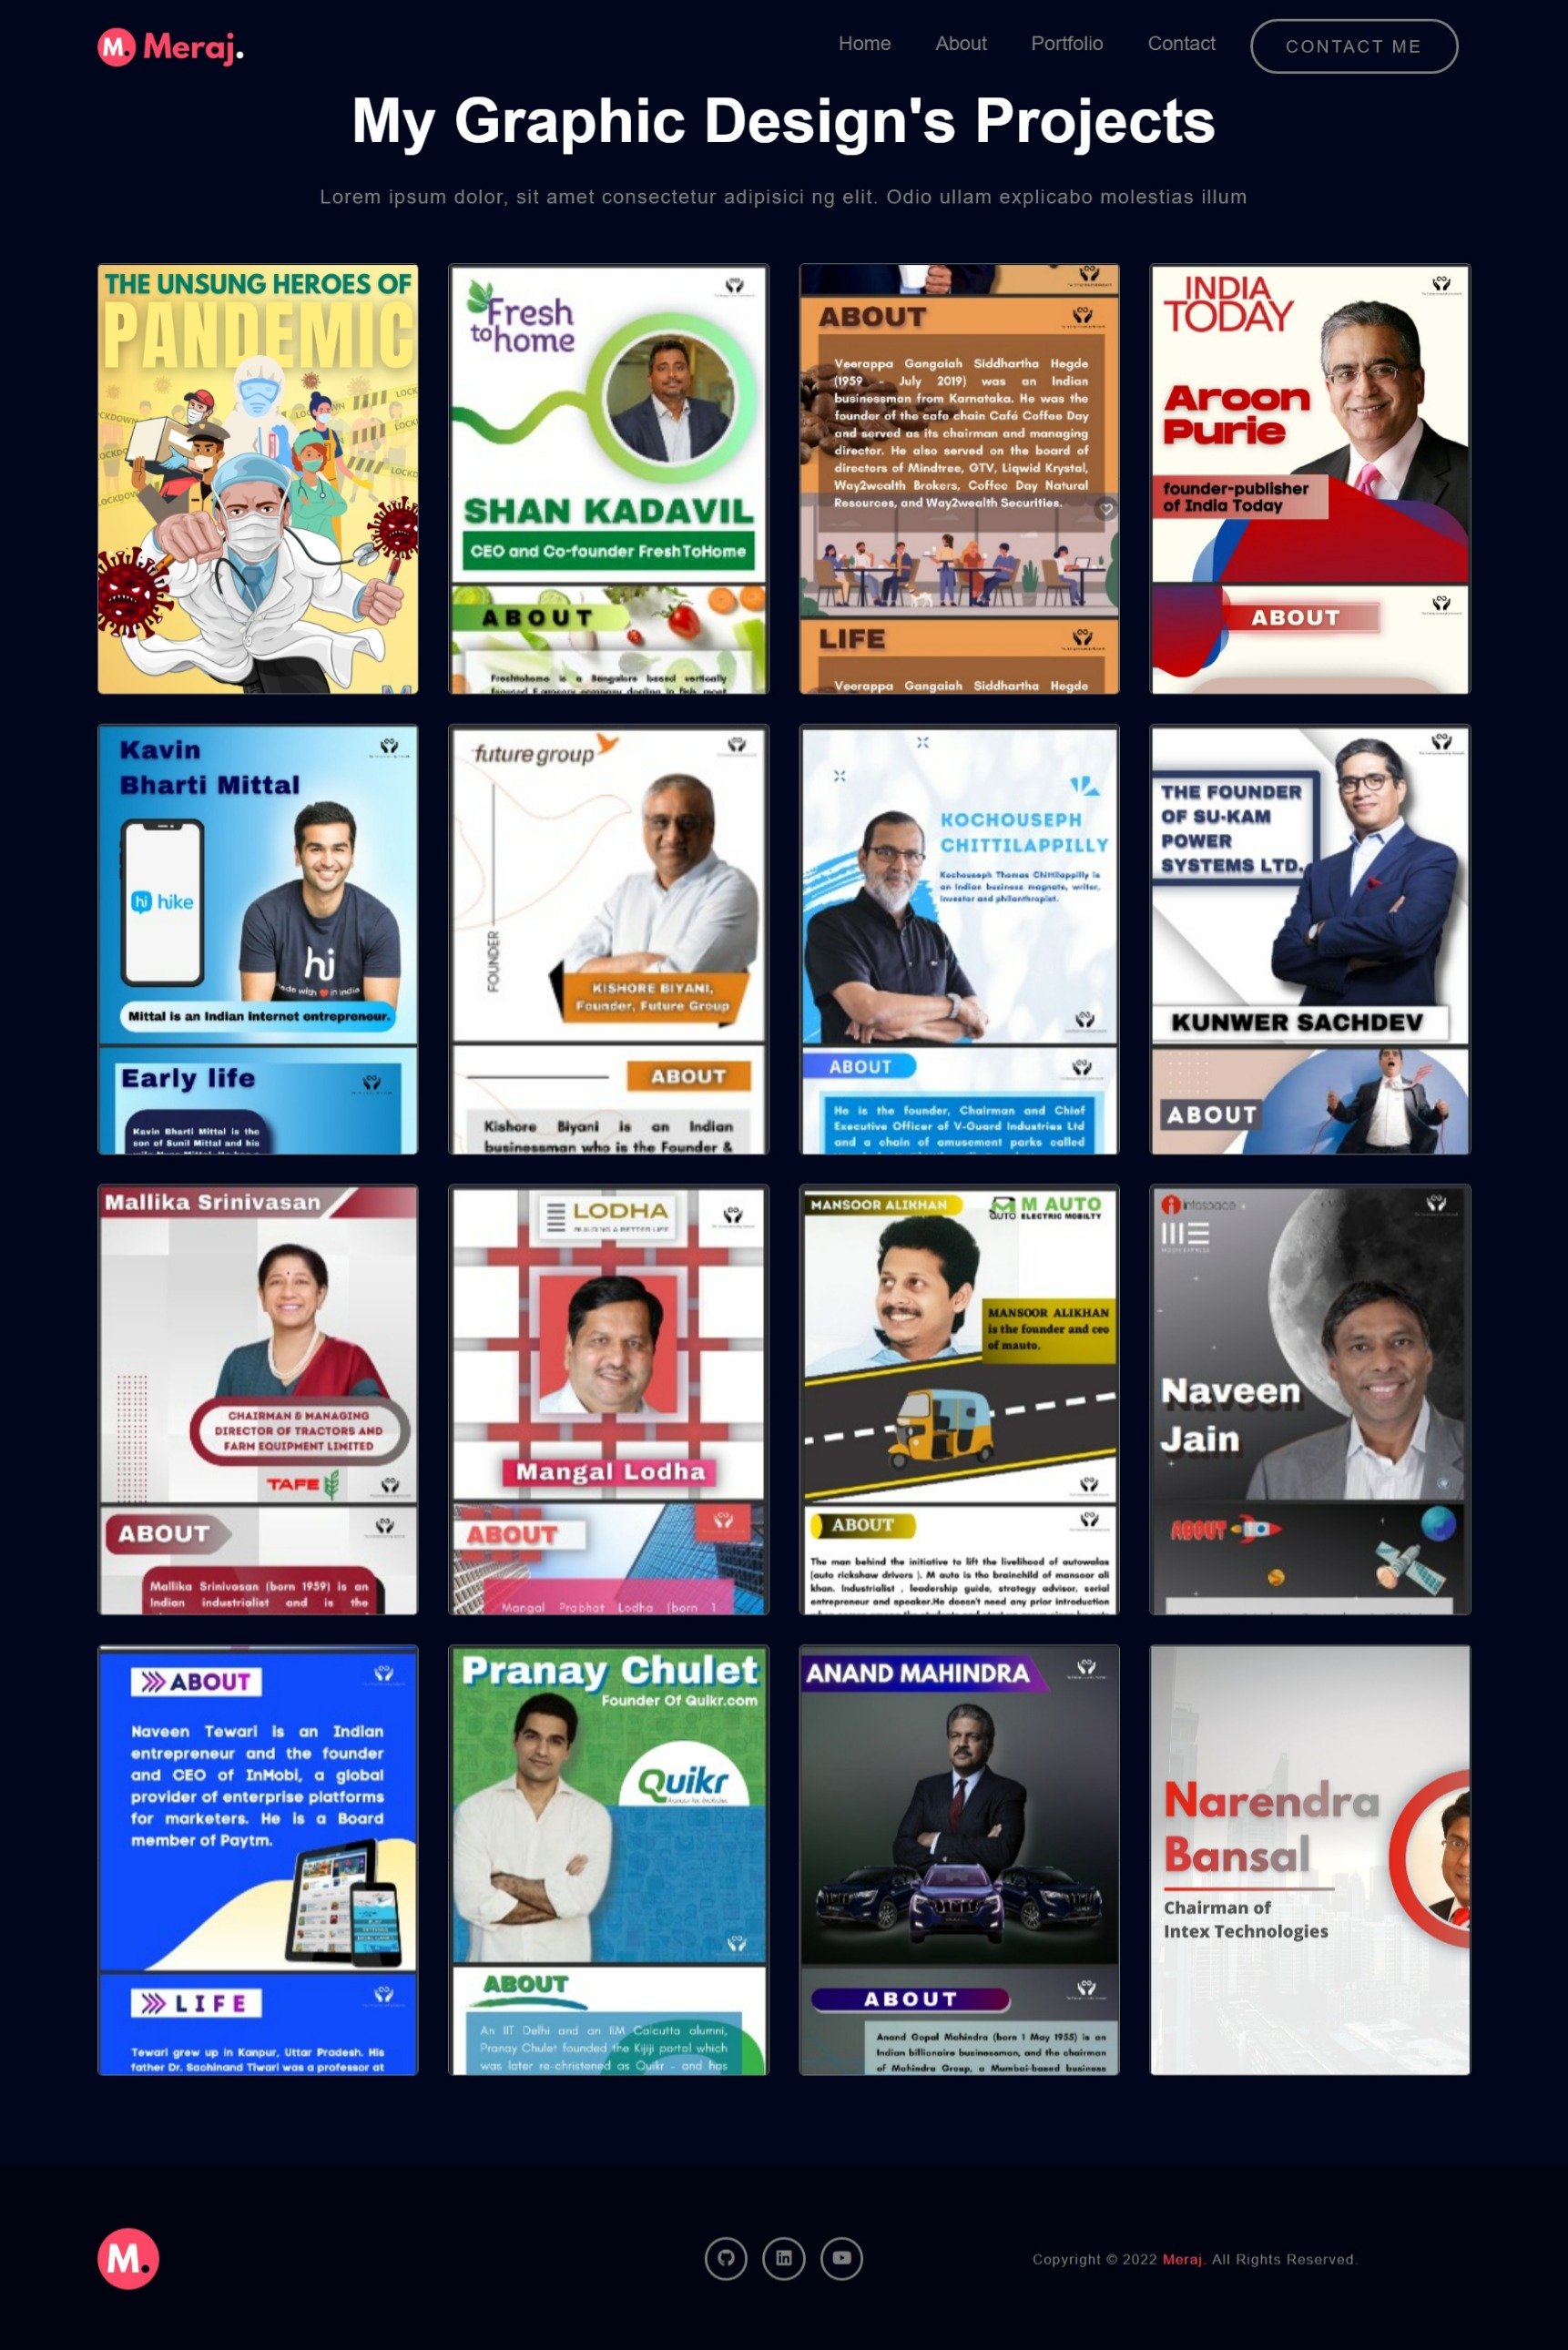 M. Meraj.
Home
About
Portfolio
Contact
CONTACT ME
My Graphic Design's Projects
Lorem ipsum dolor, sit amet consectetur adipisici ng elit. Odio ullam explicabo molestias illum
THE UNSUNG HEROES OF
PANDEMIC
LOCKDOWN
Fresh
to home
SHAN KADAVIL
CEO and Co-founder FreshToHome
ABOUT
Freshtohome is a Bangalore based vertically
ABOUT
Veerappa Gangaiah Siddhartha Hegde
(1959 - July 2019) was an Indian
businessman from Karnataka. He was the
founder of the cafe chain Café Coffee Day
and served as its chairman and managing
director. He also served on the board of
directors of Mindtree, GTV, Liqwid Krystal,
Way2wealth Brokers, Coffee Day Natural
Resources, and Way2wealth Securities.
LIFE
Veerappa Gangaiah Siddhartha Hegde
INDIA
TODAY
Aroon
Purie
founder-publisher
of India Today
ABOUT
Kavin
Bharti Mittal
hi hike
hi
made with in india
Mittal is an Indian internet entrepreneur.
Early life
Kavin Bharti Mittal is the
son of Sunil Mittal and his
future group
FOUNDER
KISHORE BIYANI,
Founder, Future Group
ABOUT
Kishore Biyani is an Indian
businessman who is the Founder &
KOCHOUSEPH
CHITTILAPPILLY
Kochouseph Thomas Chittilappilly is
an Indian business magnate, writer,
investor and philanthropist.
ABOUT
He is the founder, Chairman and Chief
Executive Officer of V-Guard Industries Ltd
and a chain of amusement parks called
THE FOUNDER
OF SU-KAM
POWER
SYSTEMS LTD.
KUNWER SACHDEV
ABOUT
Mallika Srinivasan
CHAIRMAN & MANAGING
DIRECTOR OF TRACTORS AND
FARM EQUIPMENT LIMITED
TAFE
ABOUT
Mallika Srinivasan (born 1959) is an
Indian industrialist and is the
LODHA
BUILDING A BETTER LIFE
Mangal Lodha
ABOUT
Mangal Prabhat Lodha (born 1
MANSOOR ALIKHAN
AUTO
M AUTO
ELECTRIC MOBILTY
MANSOOR ALIKHAN
is the founder and ceo
of mauto.
ABOUT
The man behind the initiative to lift the livelihood of autowalas
(auto rickshaw drivers ). M auto is the brainchild of mansoor ali
khan. Industrialist , leadership guide, strategy advisor, serial
entrepreneur and speaker.He doesn't need any prior introduction
infospace
MOON EXPRESS
Naveen
Jain
ABOUT
ABOUT
Naveen Tewari is an Indian
entrepreneur and the founder
and CEO of InMobi, a global
provider of enterprise platforms
for marketers. He is a Board
member of Paytm.
LIFE
Tewari grew up in Kanpur, Uttar Pradesh. His
father Dr. Sachinand Tiwari was a professor at
Pranay Chulet
Founder Of Quikr.com
Quikr
ABOUT
An IIT Delhi and an IIM Calcutta alumni,
Pranay Chulet founded the Kijiji portal which
was later re-christened as Quikr - and has
ANAND MAHINDRA
ABOUT
Anand Gopal Mahindra (born 1 May 1955) is an
Indian billionaire businessman, and the chairman
of Mahindra Group, a Mumbai-based business
Narendra
Bansal
Chairman of
Intex Technologies
M.
Copyright © 2022 Meraj. All Rights Reserved.